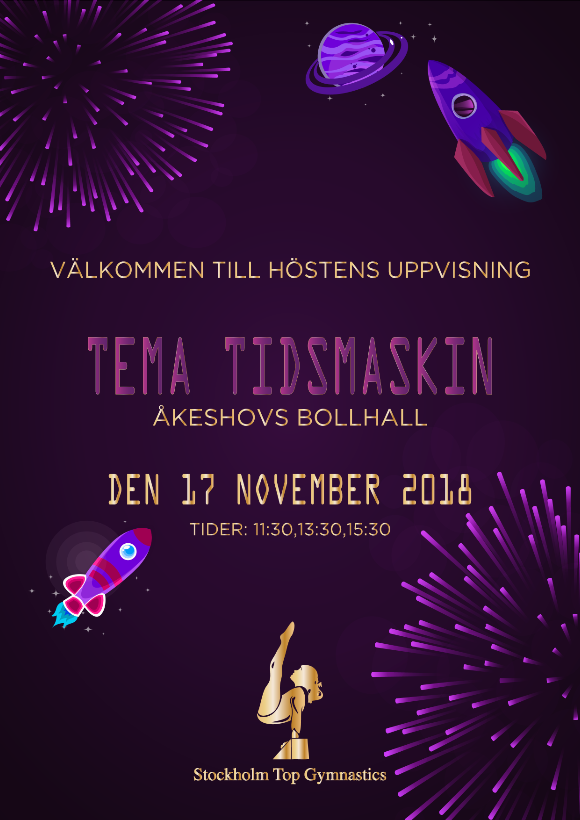 VÄLKOMMEN TILL HÖSTENS UPPVISNING
TEMA TIDSMASKIN
ÅKESHOVS BOLLHALL
DEN 17 NOVEMBER 2018
TIDER: 11:30,13:30,15:30
Stockholm Top Gymnastics